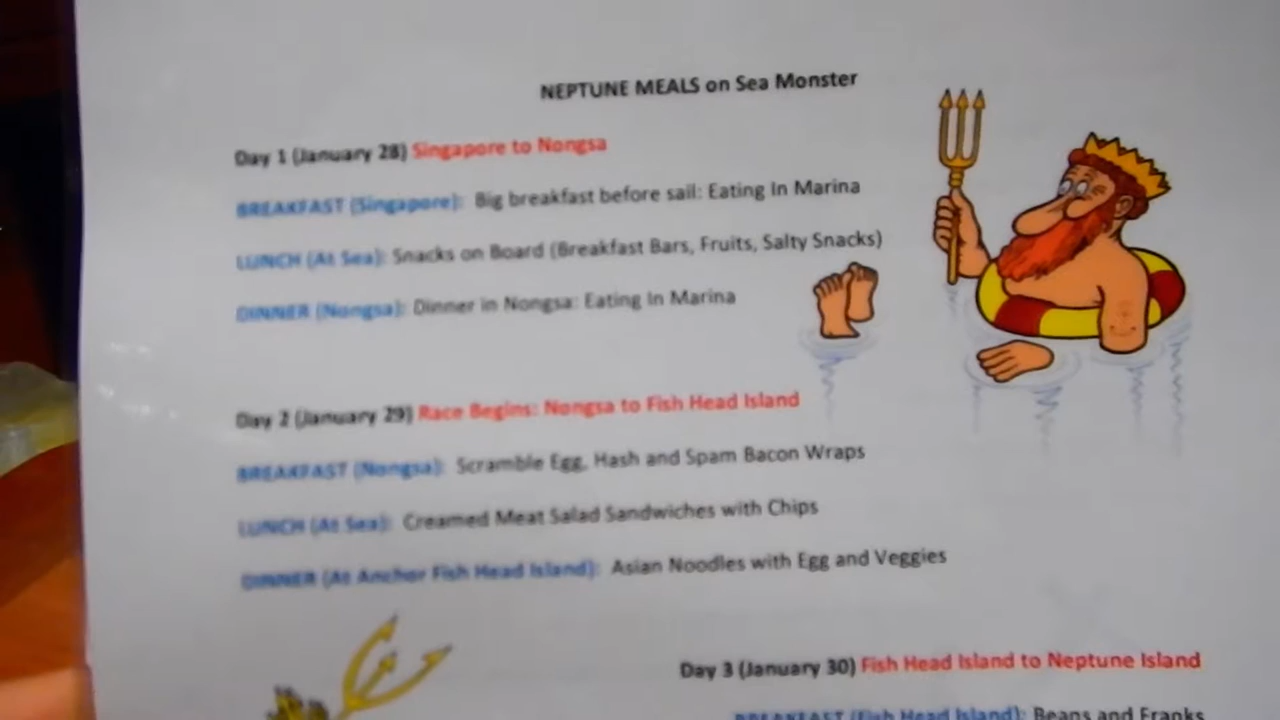 NEPTUNE MEALS on Sea Monster
Day 1 (January 28) Singapore to Nongsa
BREAKFAST (Singapore): Big breakfast before sail: Eating In Marina
LUNCH (At Sea): Snacks on Board (Breakfast Bars, Fruits, Salty Snacks)
DINNER (Nongsa): Dinner in Nongsa: Eating In Marina
Day 2 (January 29) Race Begins: Nongsa to Fish Head Island
BREAKFAST (Nongsa): Scramble Egg, Hash and Spam Bacon Wraps
LUNCH (At Sea): Creamed Meat Salad Sandwiches with Chips
DINNER (At Anchor Fish Head Island): Asian Noodles with Egg and Veggies
Day 3 (January 30) Fish Head Island to Neptune Island
BREAKFAST (Fish Head Island): Beans and Franks